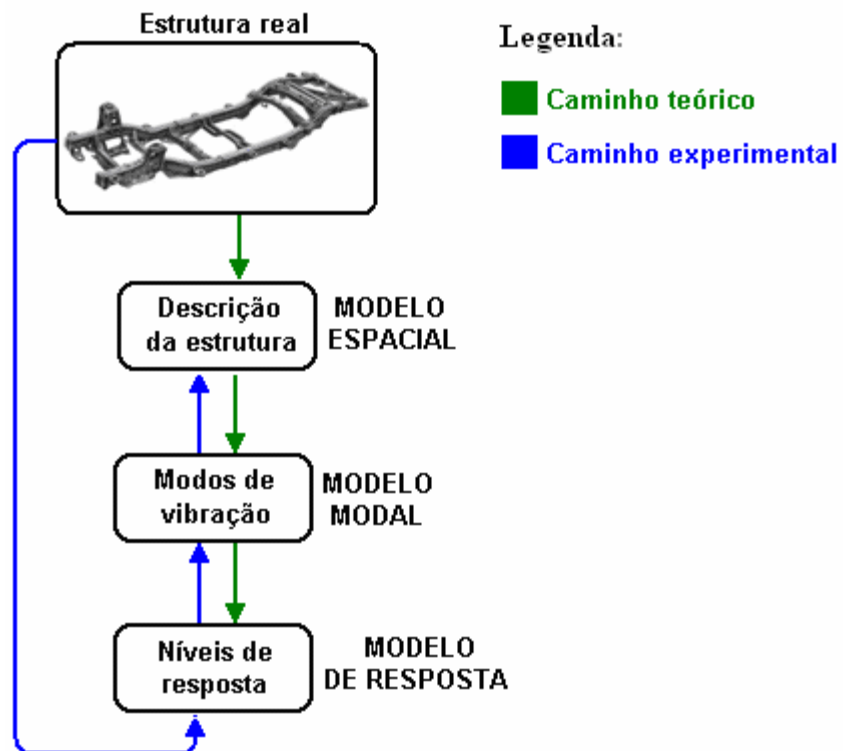 Estrutura real
Legenda:
Caminho teórico
Caminho experimental
Descrição
da estrutura
MODELO
ESPACIAL
Modos de
vibração
MODELO
MODAL
Níveis de
resposta
MODELO
DE RESPOSTA